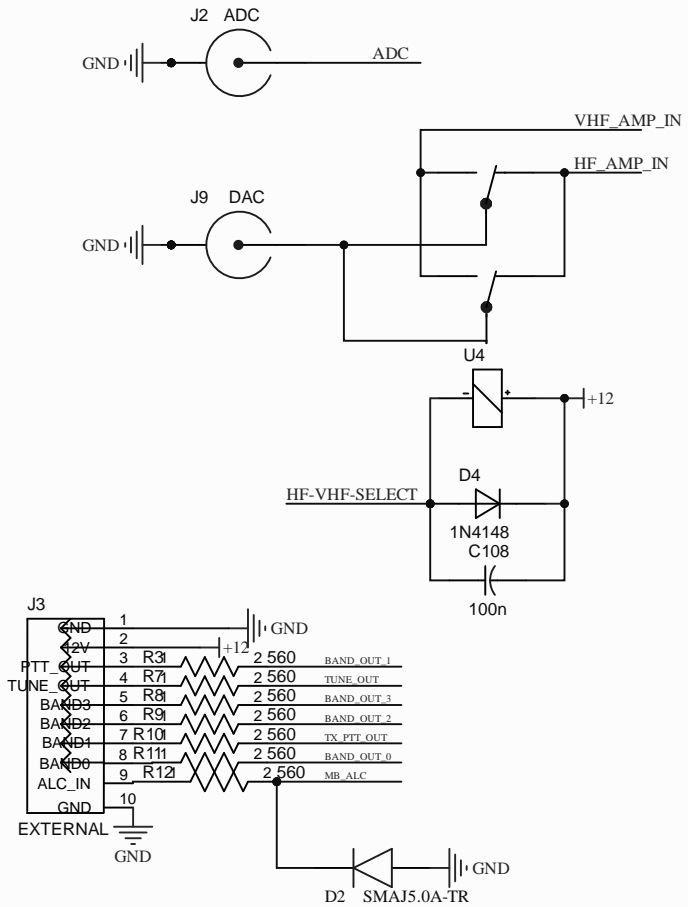 J2 ADC
GND
ADC
VHF_AMP_IN
HF_AMP_IN
J9 DAC
GND
U4
- +
+12
D4
HF-VHF-SELECT
1N4148
C108
100n
J3
GND 1 GND
12V 2 +12
PTT_OUT 3 R3 1 2 560 BAND_OUT_1
TUNE_OUT 4 R7 1 2 560 TUNE_OUT
BAND3 5 R8 1 2 560 BAND_OUT_3
BAND2 6 R9 1 2 560 BAND_OUT_2
BAND1 7 R10 1 2 560 TX_PTT_OUT
BAND0 8 R11 1 2 560 BAND_OUT_0
ALC_IN 9 R12 1 2 560 MB_ALC
GND 10
EXTERNAL
GND
GND
D2 SMAJ5.0A-TR